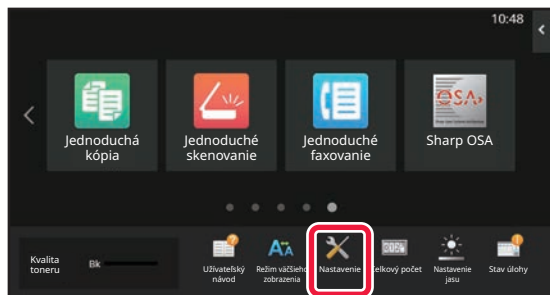 10:48
Jednoduchá
kópia
Jednoduché
skenovanie
Jednoduché
faxovanie
Sharp OSA
Kvalita
toneru
Bk
Užívateľský
návod
Režim väčšieho
zobrazenia
Nastavenie
Celkový počet
Nastavenie
jasu
Stav úlohy